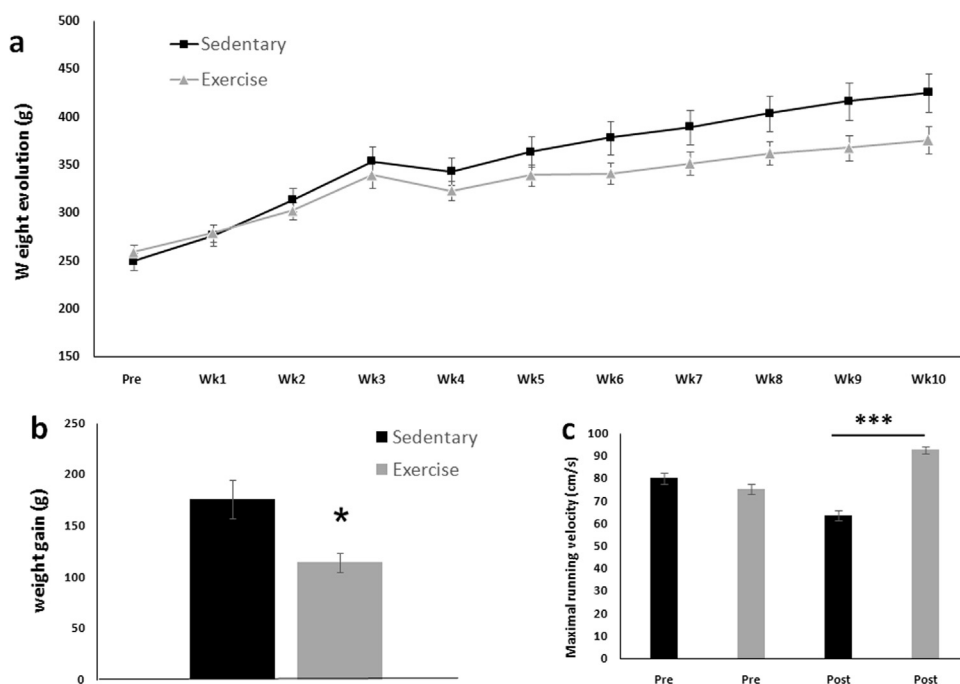 a
Sedentary
Exercise
W eight evolution (g)
500
450
400
350
300
250
200
150
Pre Wk1 Wk2 Wk3 Wk4 Wk5 Wk6 Wk7 Wk8 Wk9 Wk10
b
Sedentary
Exercise
weight gain (g)
250
200
150
100
50
0
*
c
***
Maximal running velocity (cm/s)
100
90
80
70
60
50
40
30
20
10
0
Pre Pre Post Post